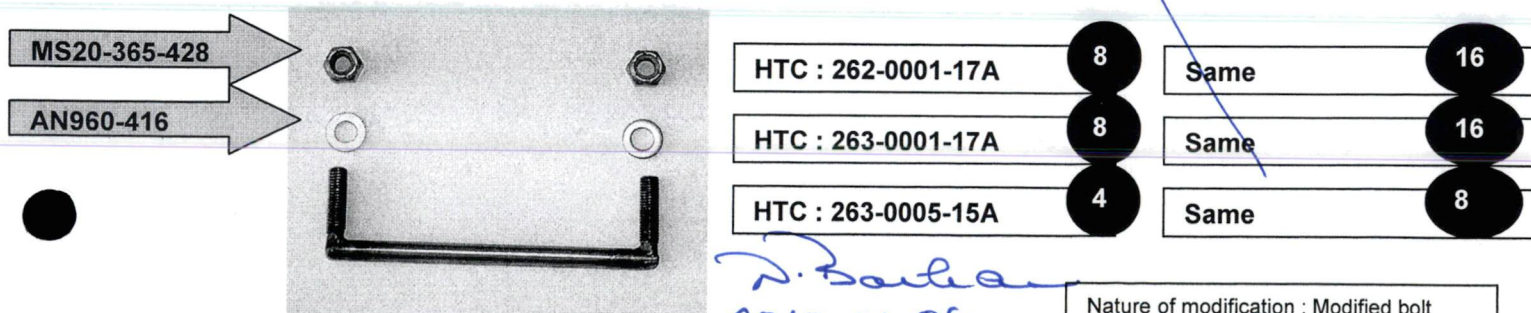 MS20-365-428
HTC : 262-0001-17A 8 Same 16
AN960-416
HTC : 263-0001-17A 8 Same 16
HTC : 263-0005-15A 4 Same 8
Nature of modification : Modified bolt